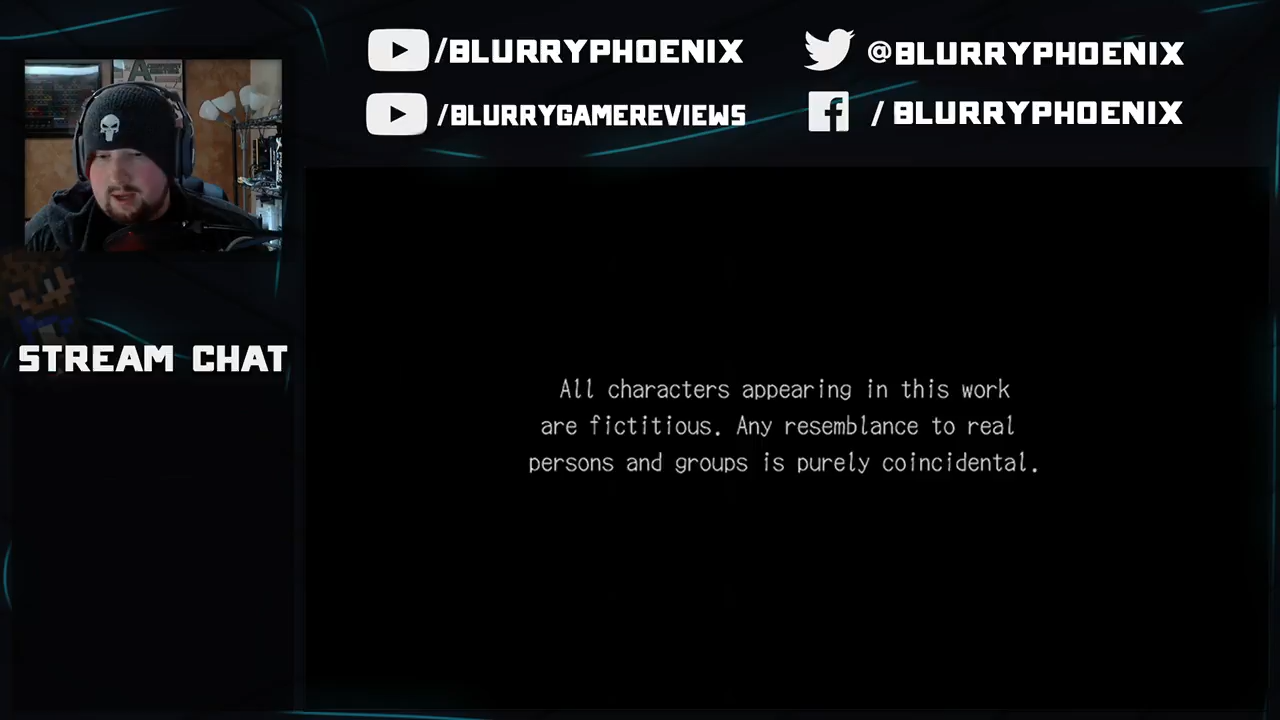 /BLURRYPHOENIX
@BLURRYPHOENIX
/BLURRYGAMEREVIEWS
/ BLURRYPHOENIX
STREAM CHAT
All characters appearing in this work
are fictitious. Any resemblance to real
persons and groups is purely coincidental.